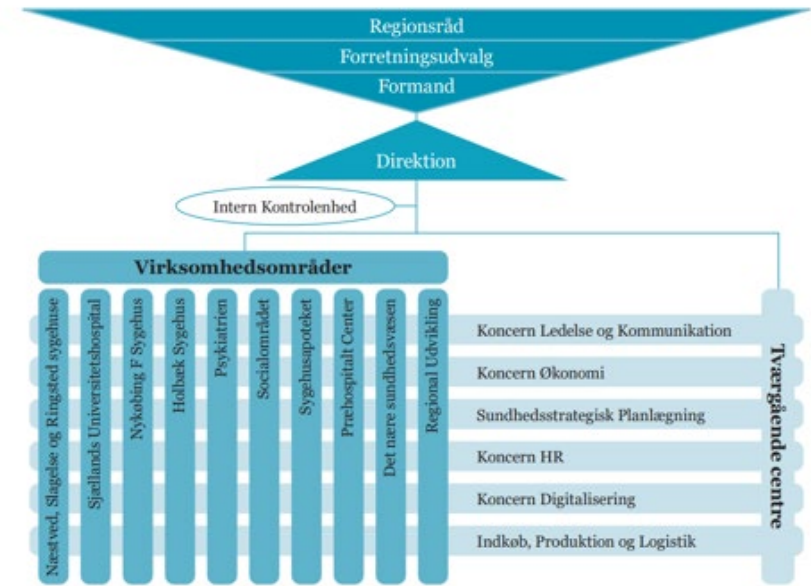 Regionsråd
Forretningsudvalg
Formand
Direktion
Intern Kontrolenhed
Virksomhedsområder
Næstved, Slagelse og Ringsted sygehuse
Sjællands Universitetshospital
Nykøbing F Sygehus
Holbæk Sygehus
Psykiatrien
Socialområdet
Sygehusapoteket
Præhospitalt Center
Det nære sundhedsvæsen
Regional Udvikling
Koncern Ledelse og Kommunikation
Koncern Økonomi
Sundhedsstrategisk Planlægning
Koncern HR
Koncern Digitalisering
Indkøb, Produktion og Logistik
Tværgående centre